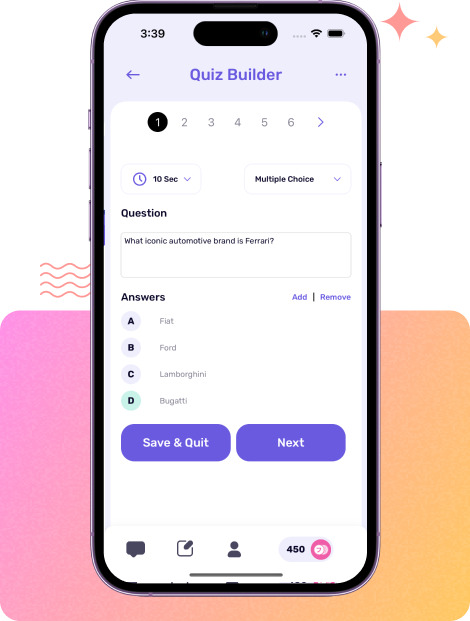 3:39
Quiz Builder
1 2 3 4 5 6
10 Sec
Multiple Choice
Question
What iconic automotive brand is Ferrari?
Answers
Add | Remove
A Fiat
B Ford
C Lamborghini
D Bugatti
Save & Quit
Next
450